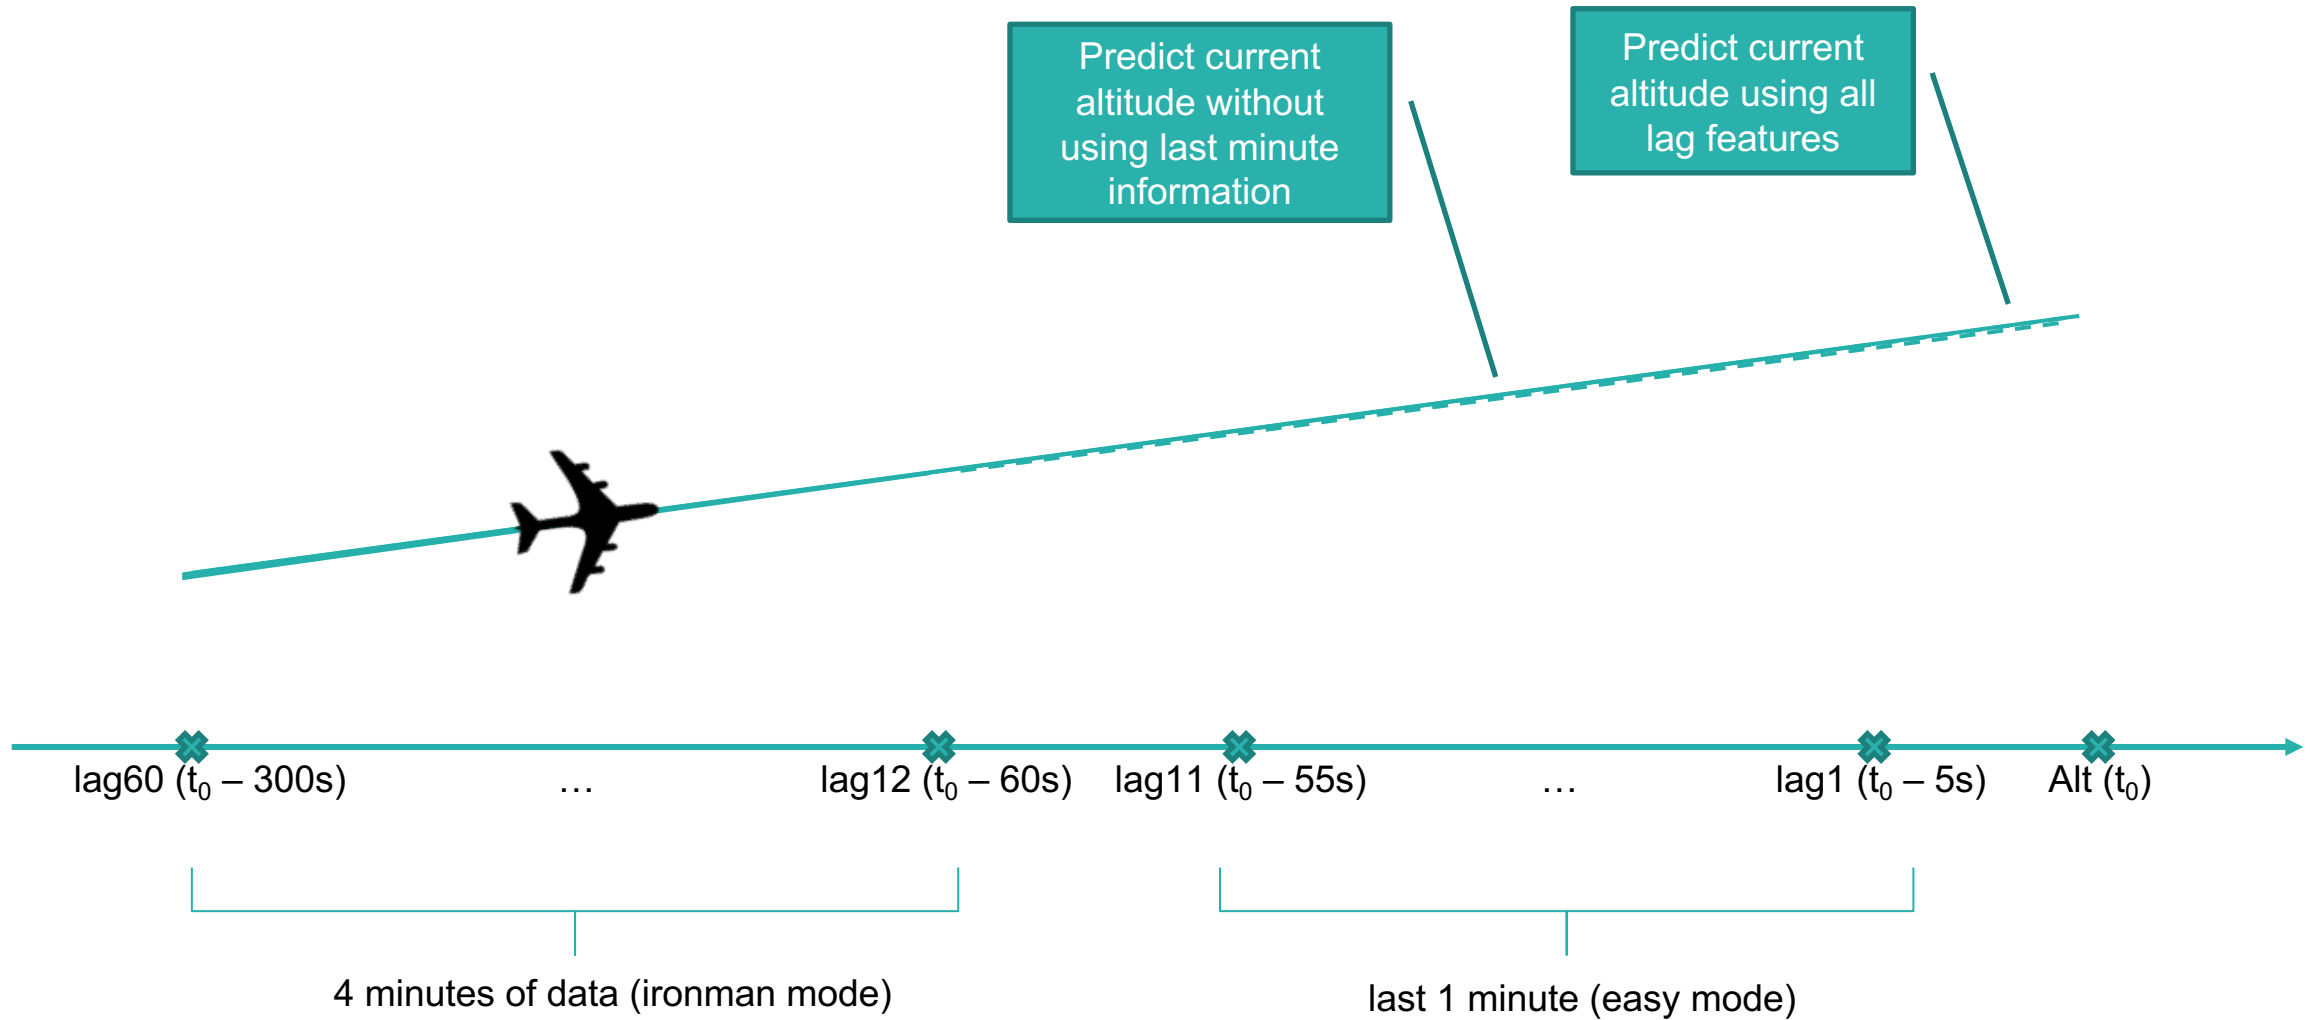 Predict current
altitude without
using last minute
information
Predict current
altitude using all
lag features
lag60 (t₀ – 300s)
…
lag12 (t₀ – 60s)
lag11 (t₀ – 55s)
…
lag1 (t₀ – 5s)
Alt (t₀)
4 minutes of data (ironman mode)
last 1 minute (easy mode)